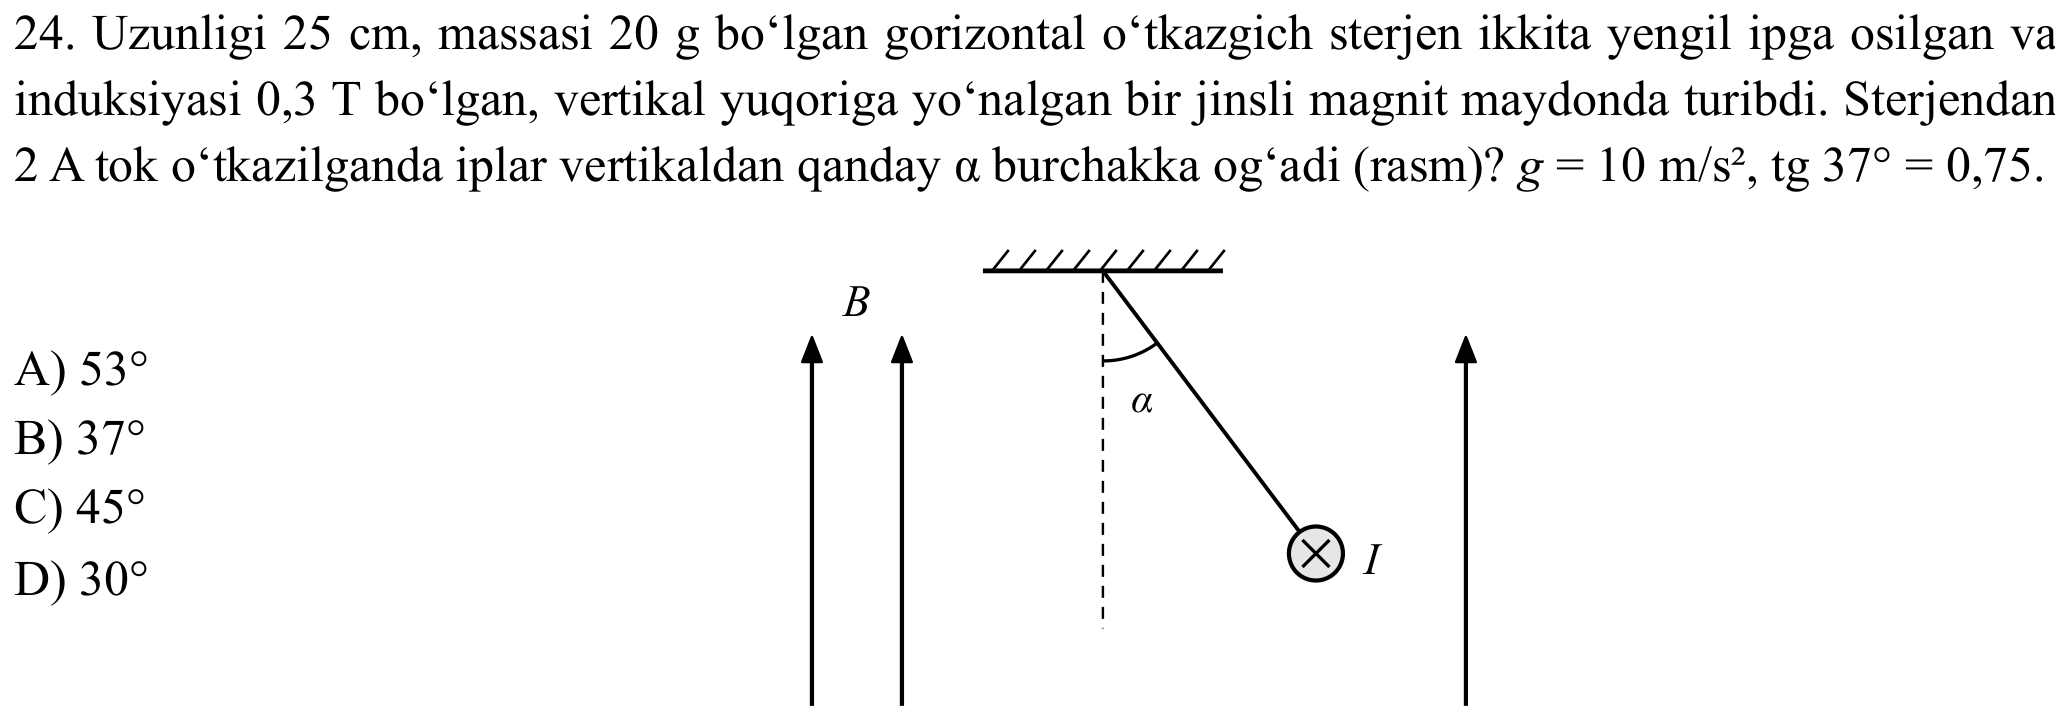 24. Uzunligi 25 cm, massasi 20 g bo‘lgan gorizontal o‘tkazgich sterjen ikkita yengil ipga osilgan va
induksiyasi 0,3 T bo‘lgan, vertikal yuqoriga yo‘nalgan bir jinsli magnit maydonda turibdi. Sterjendan
2 A tok o‘tkazilganda iplar vertikaldan qanday α burchakka og‘adi (rasm)? g = 10 m/s², tg 37° = 0,75.
B
A) 53°
α
B) 37°
C) 45°
I
D) 30°